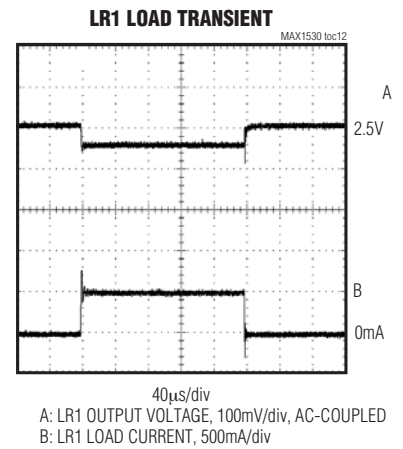 LR1 LOAD TRANSIENT
MAX1530 toc12
A
2.5V
B
0mA
40μs/div
A: LR1 OUTPUT VOLTAGE, 100mV/div, AC-COUPLED
B: LR1 LOAD CURRENT, 500mA/div